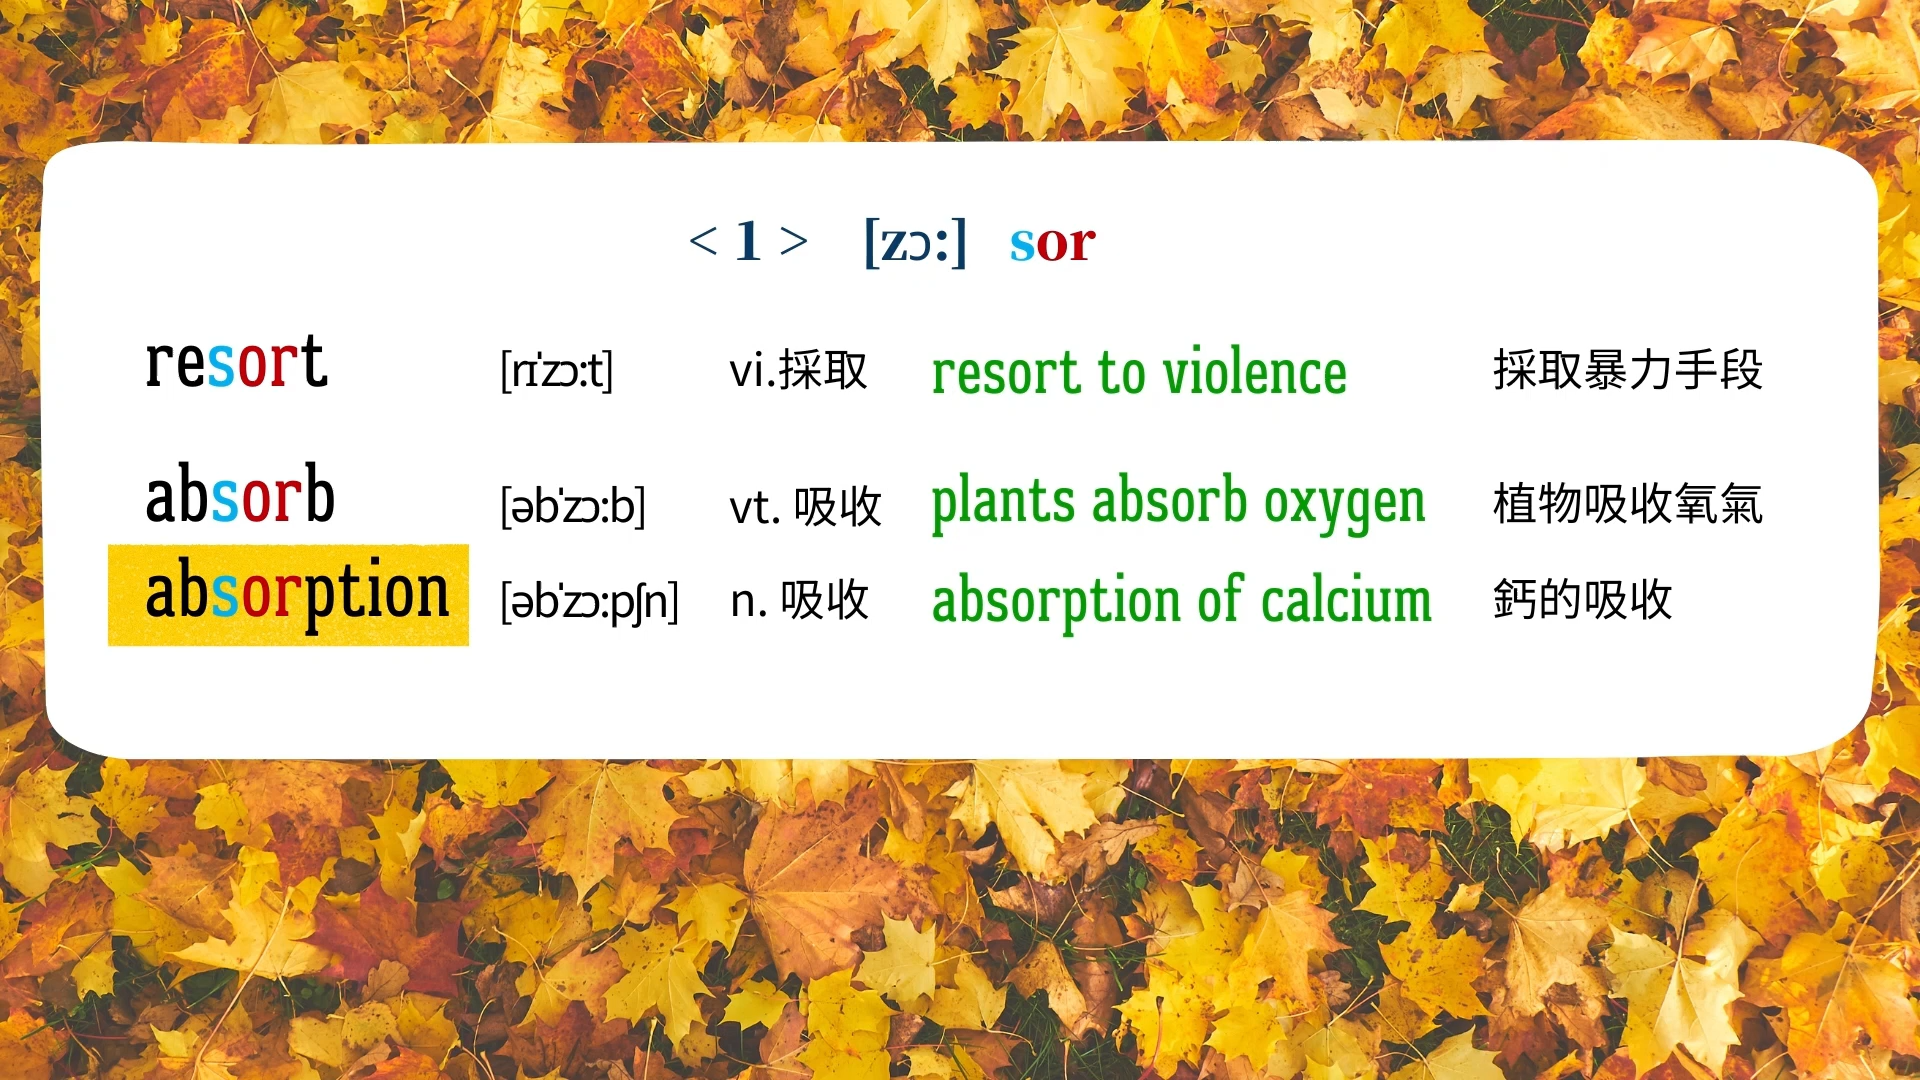 < 1 > [zɔ:] sor
resort [rɪ'zɔ:t] vi.採取 resort to violence 採取暴力手段
absorb [əb'zɔ:b] vt. 吸收 plants absorb oxygen 植物吸收氧氣
absorption [əb'zɔ:pʃn] n. 吸收 absorption of calcium 鈣的吸收